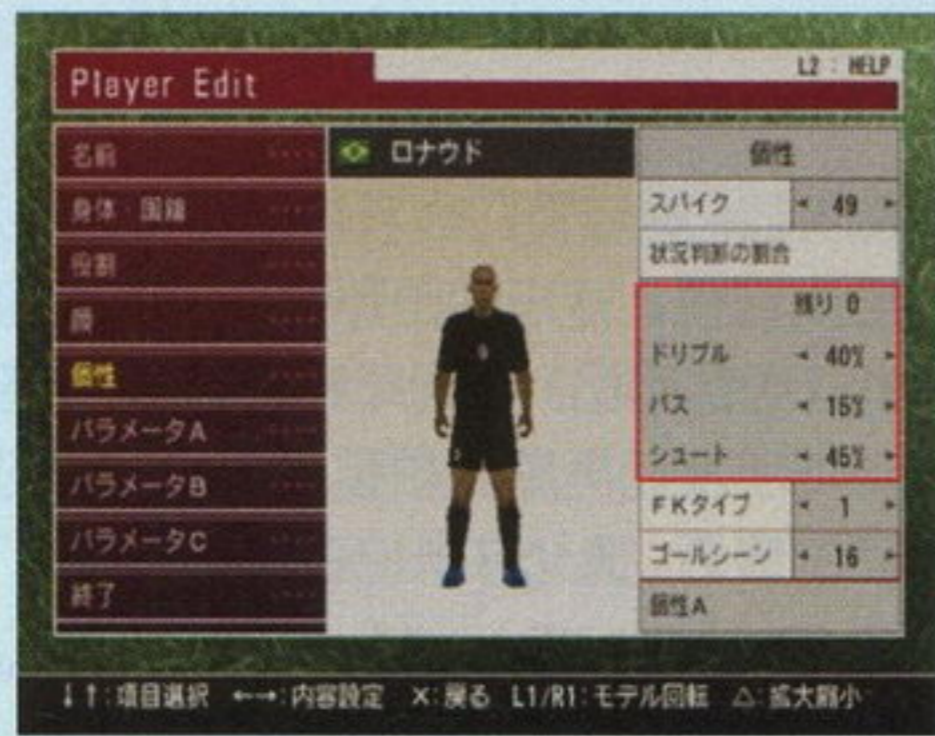 Player Edit
L2 : HELP
名前
身体・国籍
役割
顔
個性
パラメータA
パラメータB
パラメータC
終了
ロナウド
個性
スパイク ◄ 49 ►
状況判断の割合
残り 0
ドリブル ◄ 40% ►
パス ◄ 15% ►
シュート ◄ 45% ►
FKタイプ ◄ 1 ►
ゴールシーン ◄ 16 ►
個性A
↓↑:項目選択 ←→:内容設定 ×:戻る L1/R1:モデル回転 △:拡大縮小